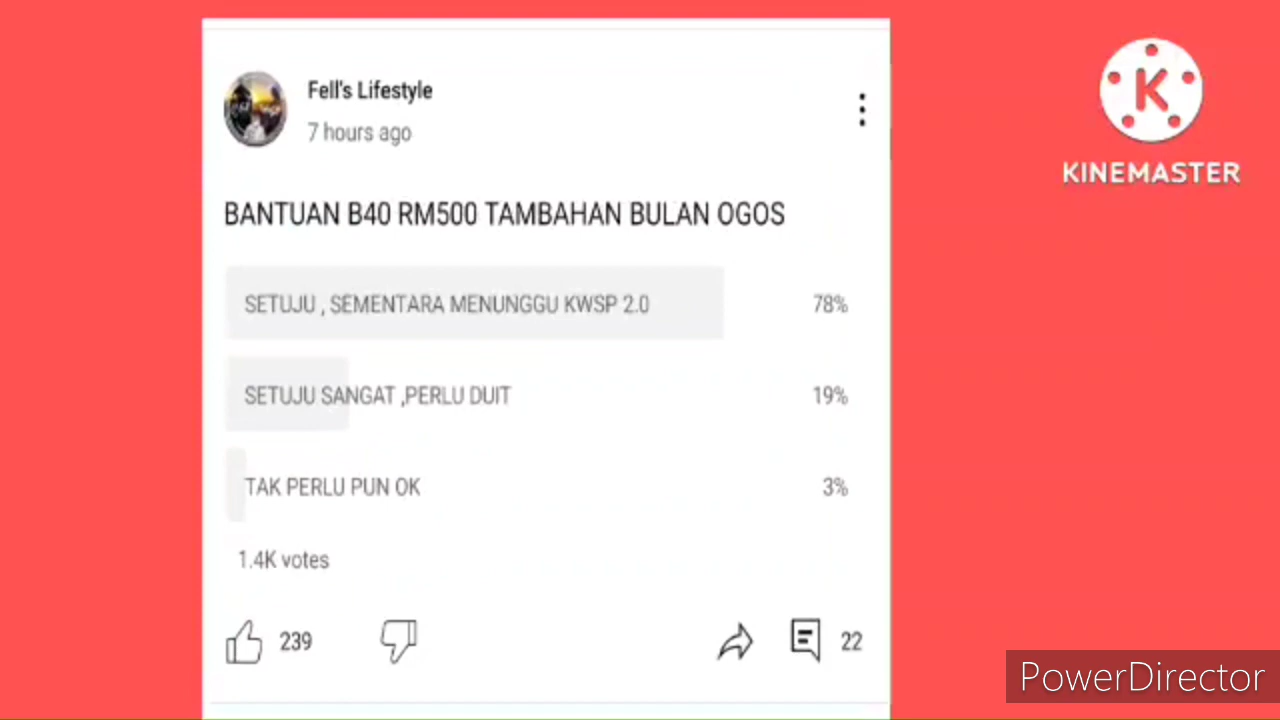 Fell's Lifestyle
7 hours ago
K
KINEMASTER
BANTUAN B40 RM500 TAMBAHAN BULAN OGOS
SETUJU , SEMENTARA MENUNGGU KWSP 2.0 78%
SETUJU SANGAT ,PERLU DUIT 19%
TAK PERLU PUN OK 3%
1.4K votes
239 22
PowerDirector